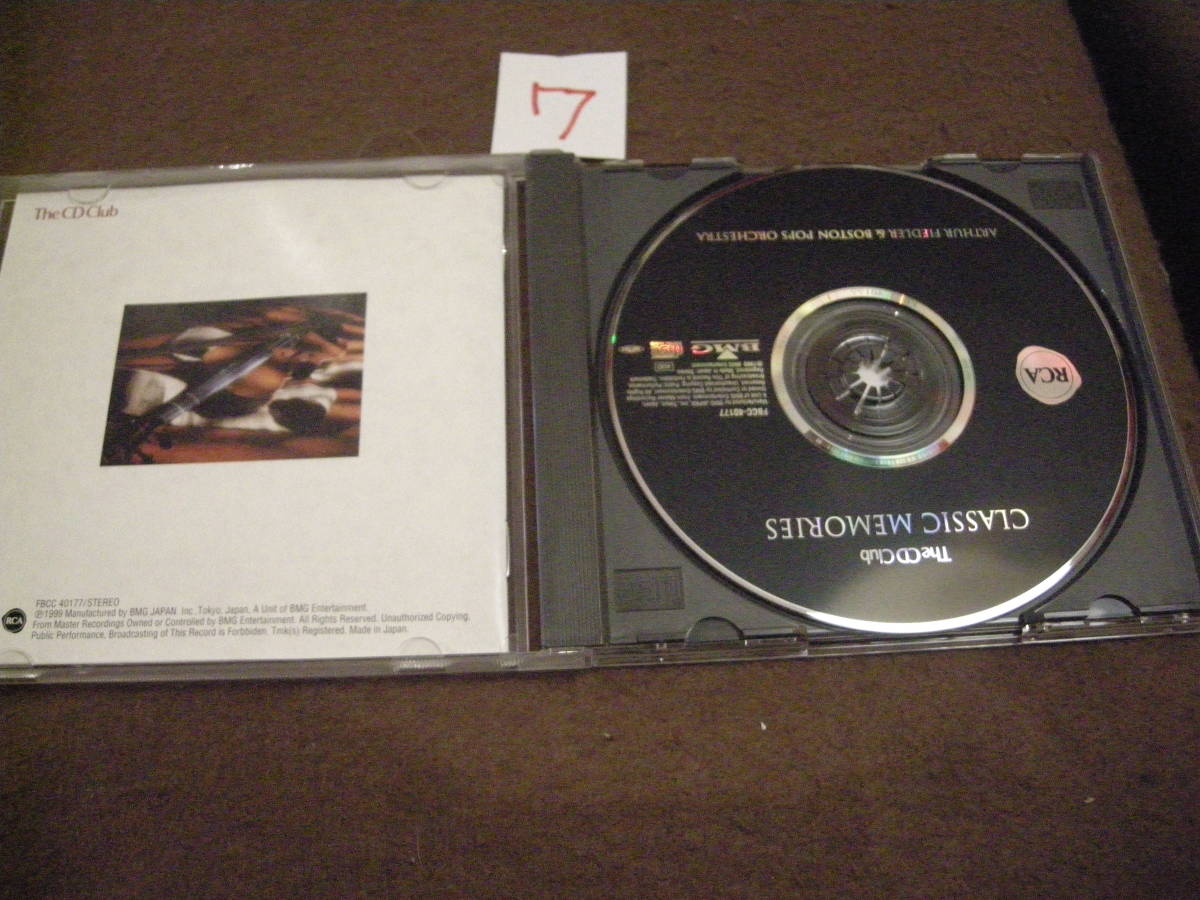 ワ
The CD Club
FBCC 40177/STEREO
℗1999 Manufactured by BMG JAPAN. Inc.,Tokyo, Japan, A Unit of BMG Entertainment.
From Master Recordings Owned or Controlled by BMG Entertainment. All Rights Reserved. Unauthorized Copying,
Public Performance, Broadcasting of This Record is Forbbiden, Tmk(s) Registered. Made in Japan.
RCA
The CD Club
CLASSIC MEMORIES
RCA
FBCC-40177
BMG
ARTHUR FIEDLER & BOSTON POPS ORCHESTRA